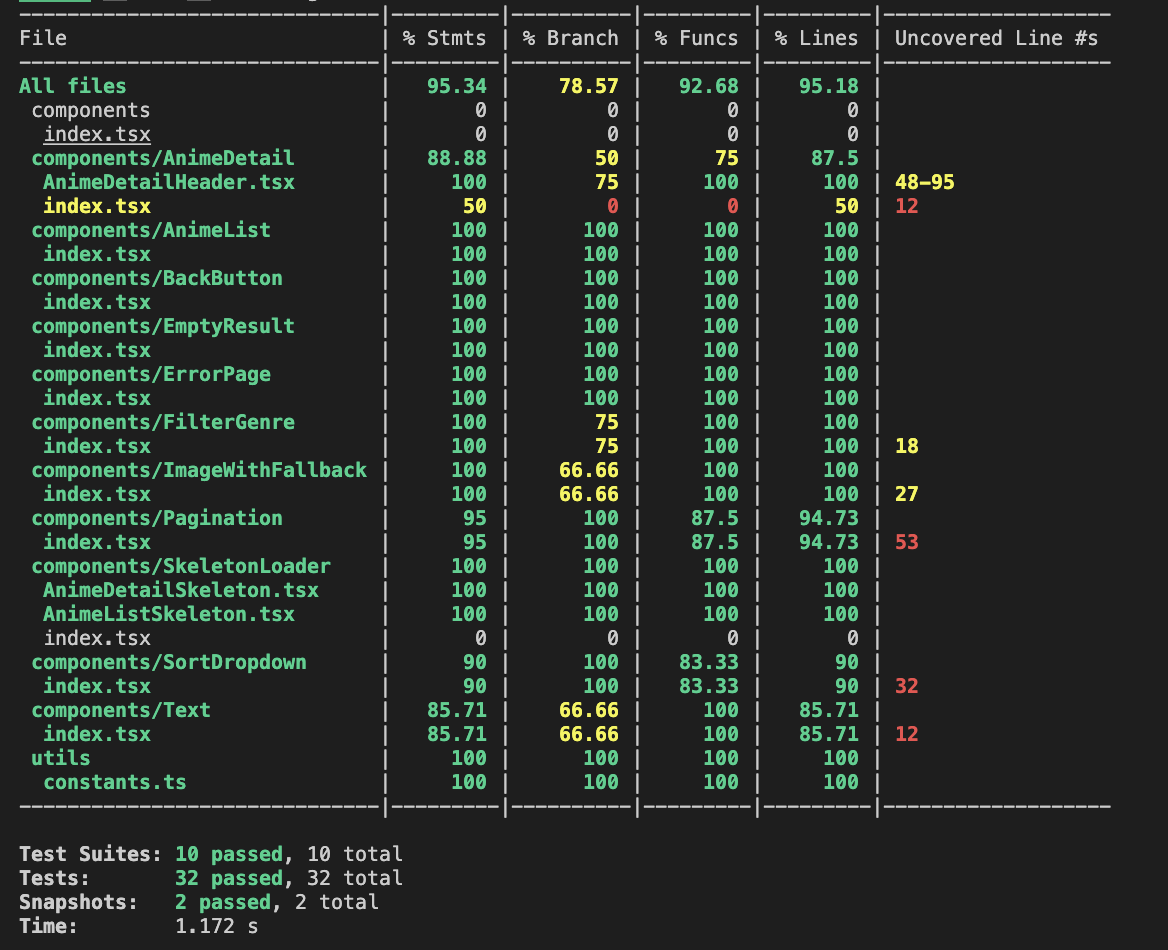 File | % Stmts | % Branch | % Funcs | % Lines | Uncovered Line #s
All files | 95.34 | 78.57 | 92.68 | 95.18 |
components | 0 | 0 | 0 | 0 |
index.tsx | 0 | 0 | 0 | 0 |
components/AnimeDetail | 88.88 | 50 | 75 | 87.5 |
AnimeDetailHeader.tsx | 100 | 75 | 100 | 100 | 48-95
index.tsx | 50 | 0 | 0 | 50 | 12
components/AnimeList | 100 | 100 | 100 | 100 |
index.tsx | 100 | 100 | 100 | 100 |
components/BackButton | 100 | 100 | 100 | 100 |
index.tsx | 100 | 100 | 100 | 100 |
components/EmptyResult | 100 | 100 | 100 | 100 |
index.tsx | 100 | 100 | 100 | 100 |
components/ErrorPage | 100 | 100 | 100 | 100 |
index.tsx | 100 | 100 | 100 | 100 |
components/FilterGenre | 100 | 75 | 100 | 100 |
index.tsx | 100 | 75 | 100 | 100 | 18
components/ImageWithFallback | 100 | 66.66 | 100 | 100 |
index.tsx | 100 | 66.66 | 100 | 100 | 27
components/Pagination | 95 | 100 | 87.5 | 94.73 |
index.tsx | 95 | 100 | 87.5 | 94.73 | 53
components/SkeletonLoader | 100 | 100 | 100 | 100 |
AnimeDetailSkeleton.tsx | 100 | 100 | 100 | 100 |
AnimeListSkeleton.tsx | 100 | 100 | 100 | 100 |
index.tsx | 0 | 0 | 0 | 0 |
components/SortDropdown | 90 | 100 | 83.33 | 90 |
index.tsx | 90 | 100 | 83.33 | 90 | 32
components/Text | 85.71 | 66.66 | 100 | 85.71 |
index.tsx | 85.71 | 66.66 | 100 | 85.71 | 12
utils | 100 | 100 | 100 | 100 |
constants.ts | 100 | 100 | 100 | 100 |
Test Suites: 10 passed, 10 total
Tests: 32 passed, 32 total
Snapshots: 2 passed, 2 total
Time: 1.172 s